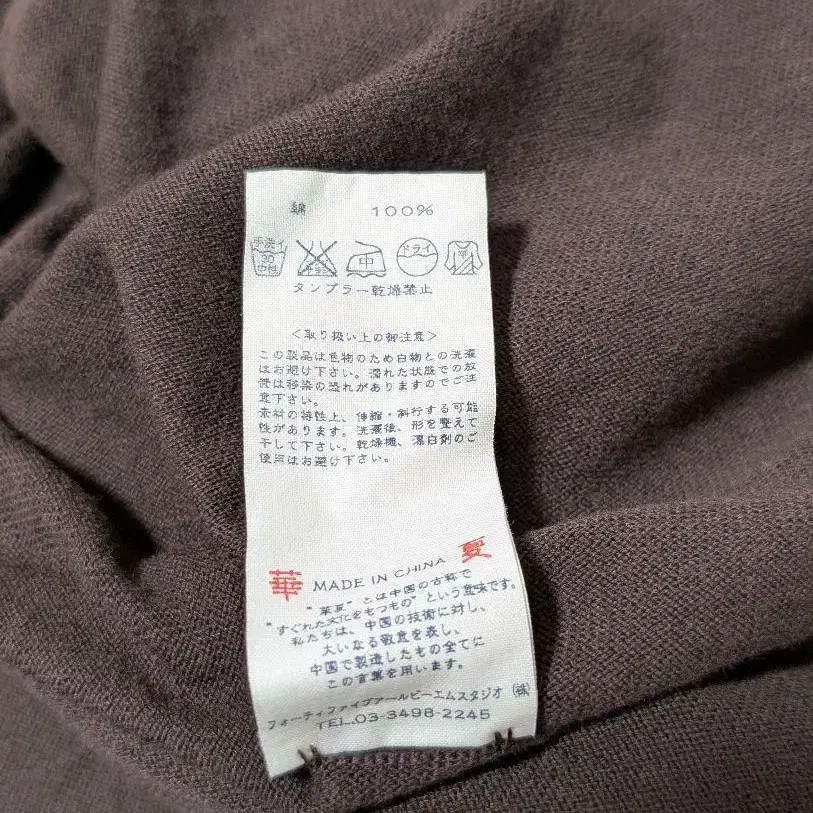 綿 100%
手洗イ ドライ
30 中 平
中性
タンブラー乾燥禁止
<取り扱い上の御注意>
この製品は色物のため白物との洗濯
はお避け下さい。濡れた状態での放
置は移染の恐れがありますのでご注
意下さい。
素材の特性上、伸縮・斜行する可能
性があります。洗濯後、形を整えて
干して下さい。乾燥機、漂白剤のご
使用はお避け下さい。
華 MADE IN CHINA 夏
"華夏"とは中国の古称で
"すぐれた文化をもつもの"という意味です。
私たちは、中国の技術に対し、
大いなる敬意を表し、
中国で製造したもの全てに
この言葉を用います。
フォーティファイブアールピーエムスタジオ㈱
TEL.03-3498-2245